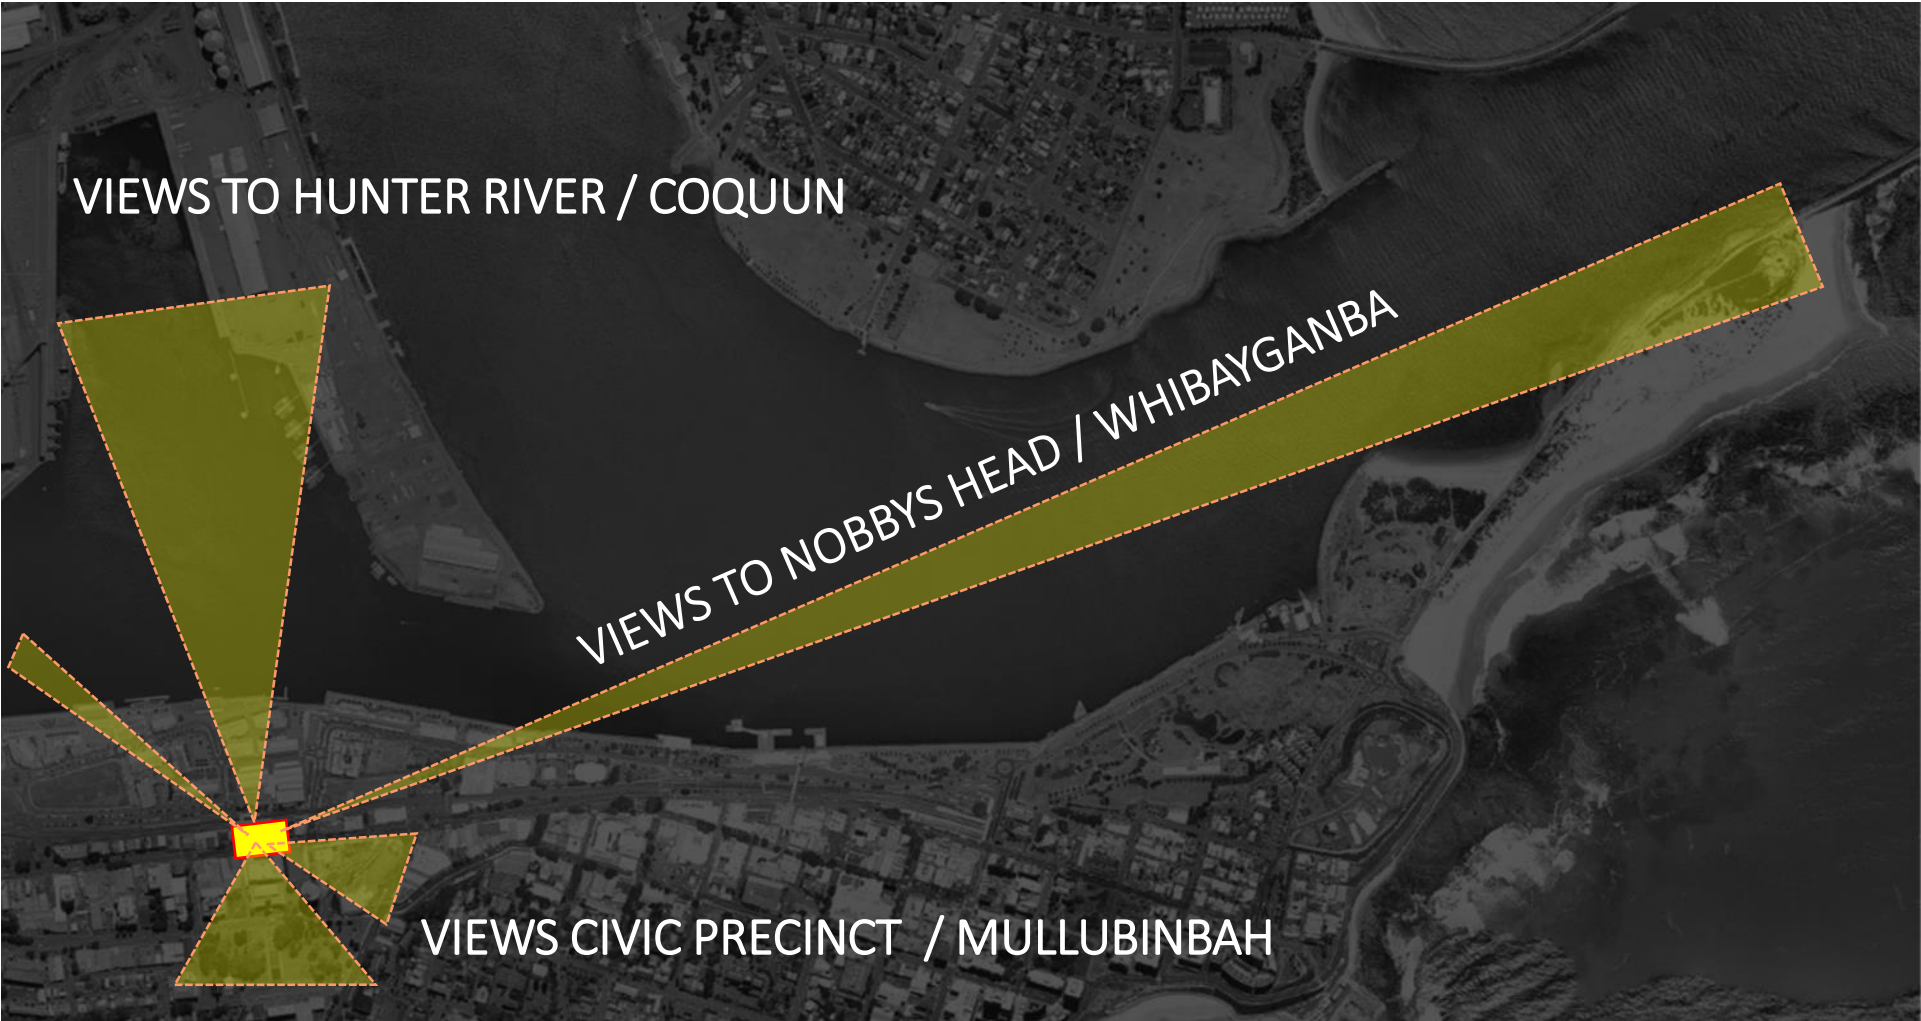 VIEWS TO HUNTER RIVER / COQUUN
VIEWS TO NOBBYS HEAD / WHIBAYGANBA
VIEWS CIVIC PRECINCT / MULLUBINBAH